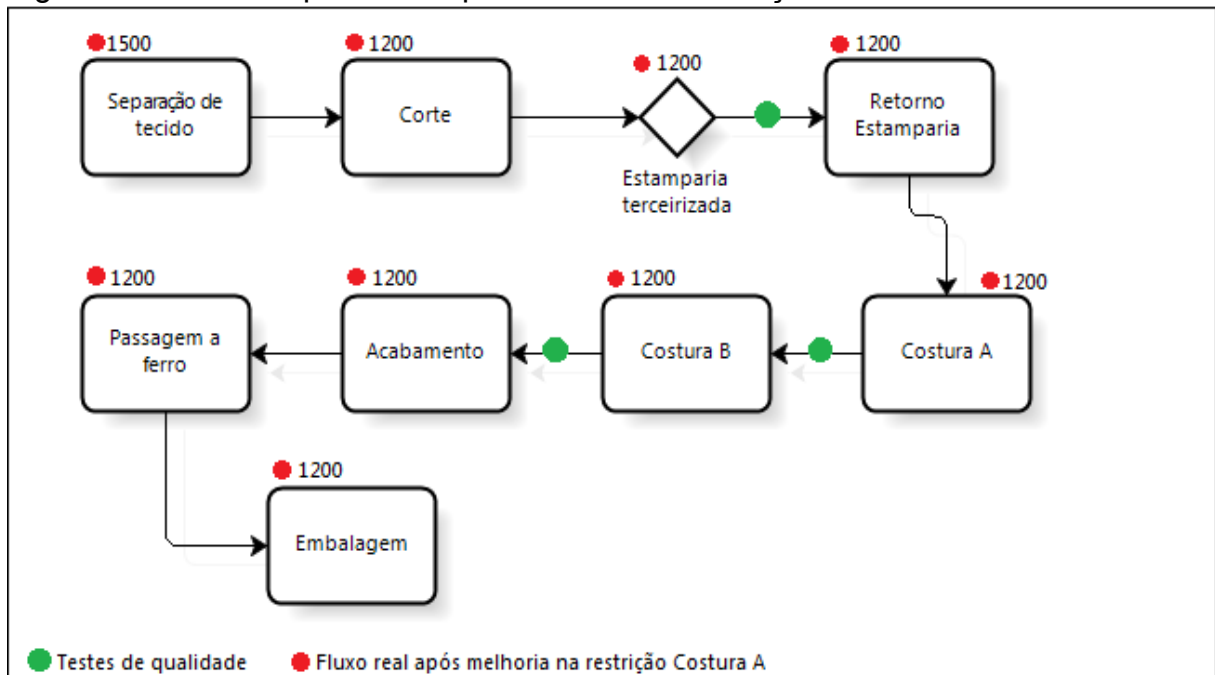 1500
Separação de
tecido
1200
Corte
1200
Estamparia
terceirizada
1200
Retorno
Estamparia
1200
Costura A
1200
Costura B
1200
Acabamento
1200
Passagem a
ferro
1200
Embalagem
Testes de qualidade
Fluxo real após melhoria na restrição Costura A